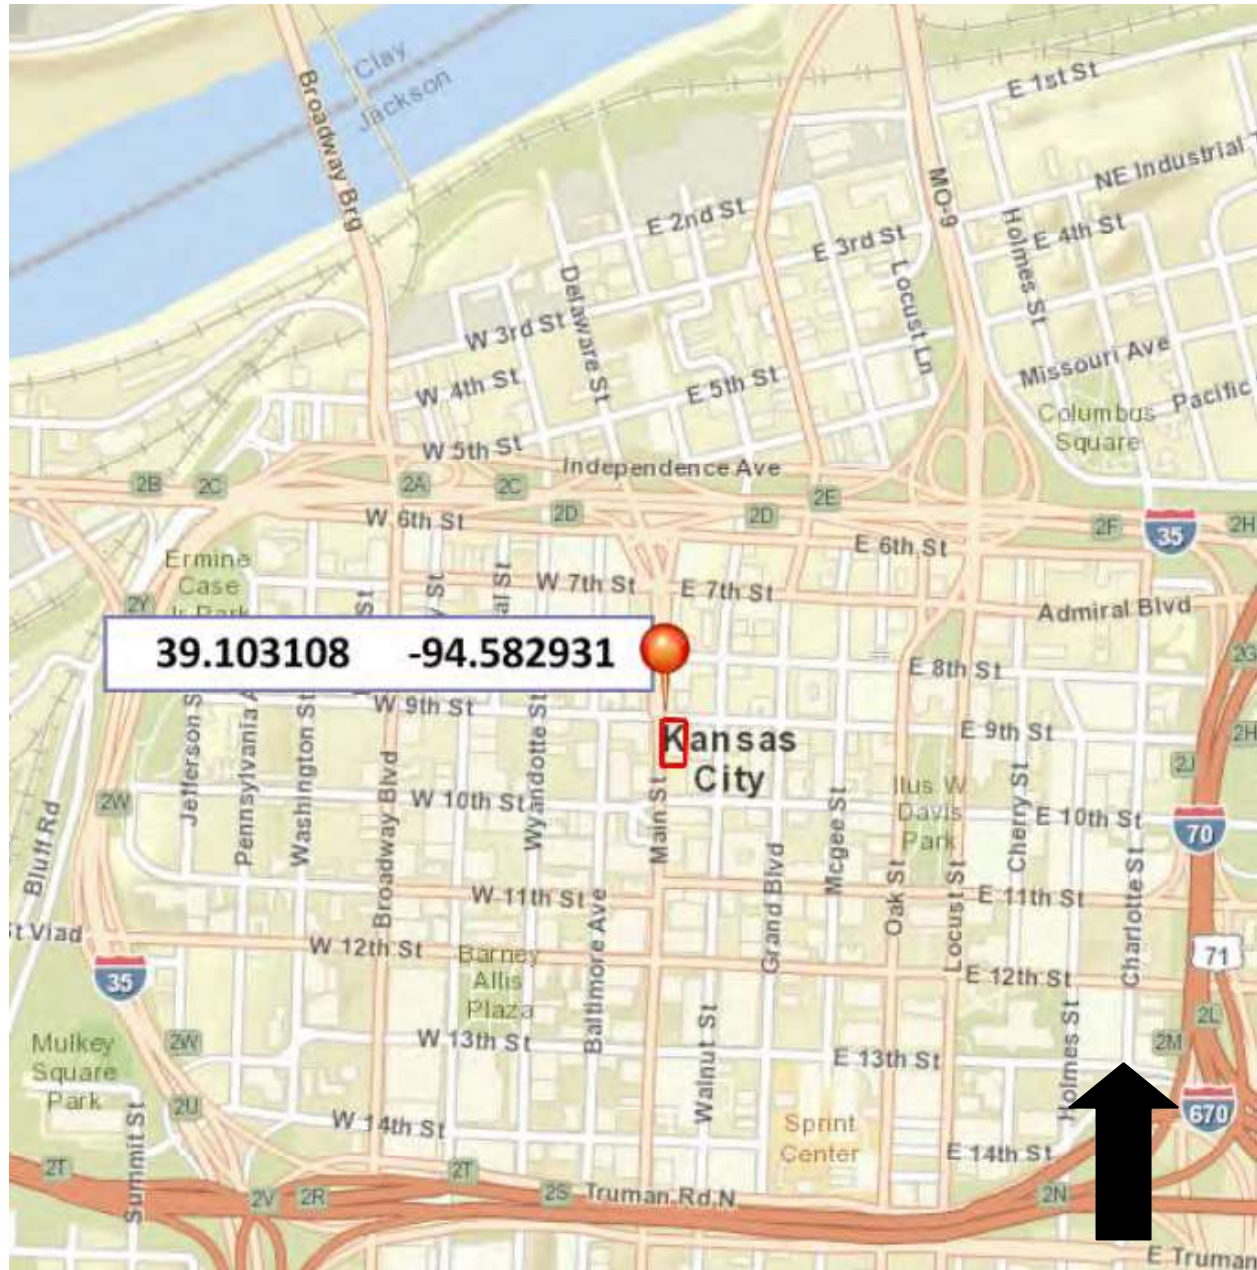 Clay
Jackson
Broadway Brg
E 1st St
NE Industrial
MO-9
Holmes St
E 2nd St
E 3rd St
E 4th St
Locust Ln
Delaware St
W 3rd St
W 4th St
E 5th St
Missouri Ave
Pacific
Columbus
Square
W 5th St
Independence Ave
2B
2C
2A
2C
2D
2D
2E
2F
35
2H
W 6th St
E 6th St
Ermine
Case
Jr Park
W 7th St
E 7th St
Admiral Blvd
2Y
St
y St
al St
39.103108 -94.582931
E 8th St
2G
Jefferson S
Pennsylvania A
Washington St
W 9th St
Wyandotte St
Kansas
City
E 9th St
2H
2J
2W
Broadway Blvd
W 10th St
Main St
Mcgee St
Ilus W
Davis
Park
Cherry St
E 10th St
70
Bluff Rd
W 11th St
Grand Blvd
Oak St
Locust St
E 11th St
Charlotte St
t Viad
W 12th St
Barney
Allis
Plaza
Baltimore Ave
E 12th St
71
35
2W
W 13th St
Walnut St
E 13th St
Holmes St
2L
2M
Mulkey
Square
Park
2U
Summit St
W 14th St
Sprint
Center
E 14th St
670
2T
2V
2R
2T
2S
Truman Rd N
2N
E Truman